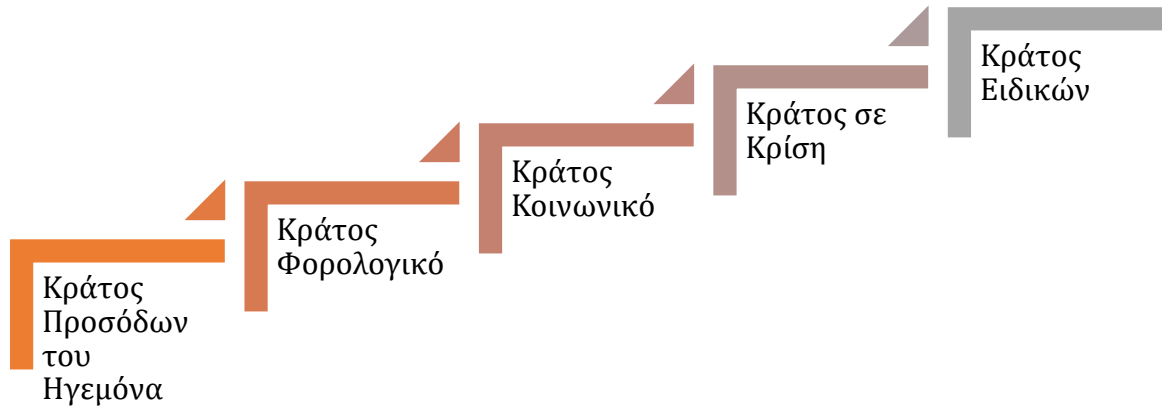 Κράτος
Προσόδων
του
Ηγεμόνα
Κράτος
Φορολογικό
Κράτος
Κοινωνικό
Κράτος σε
Κρίση
Κράτος
Ειδικών